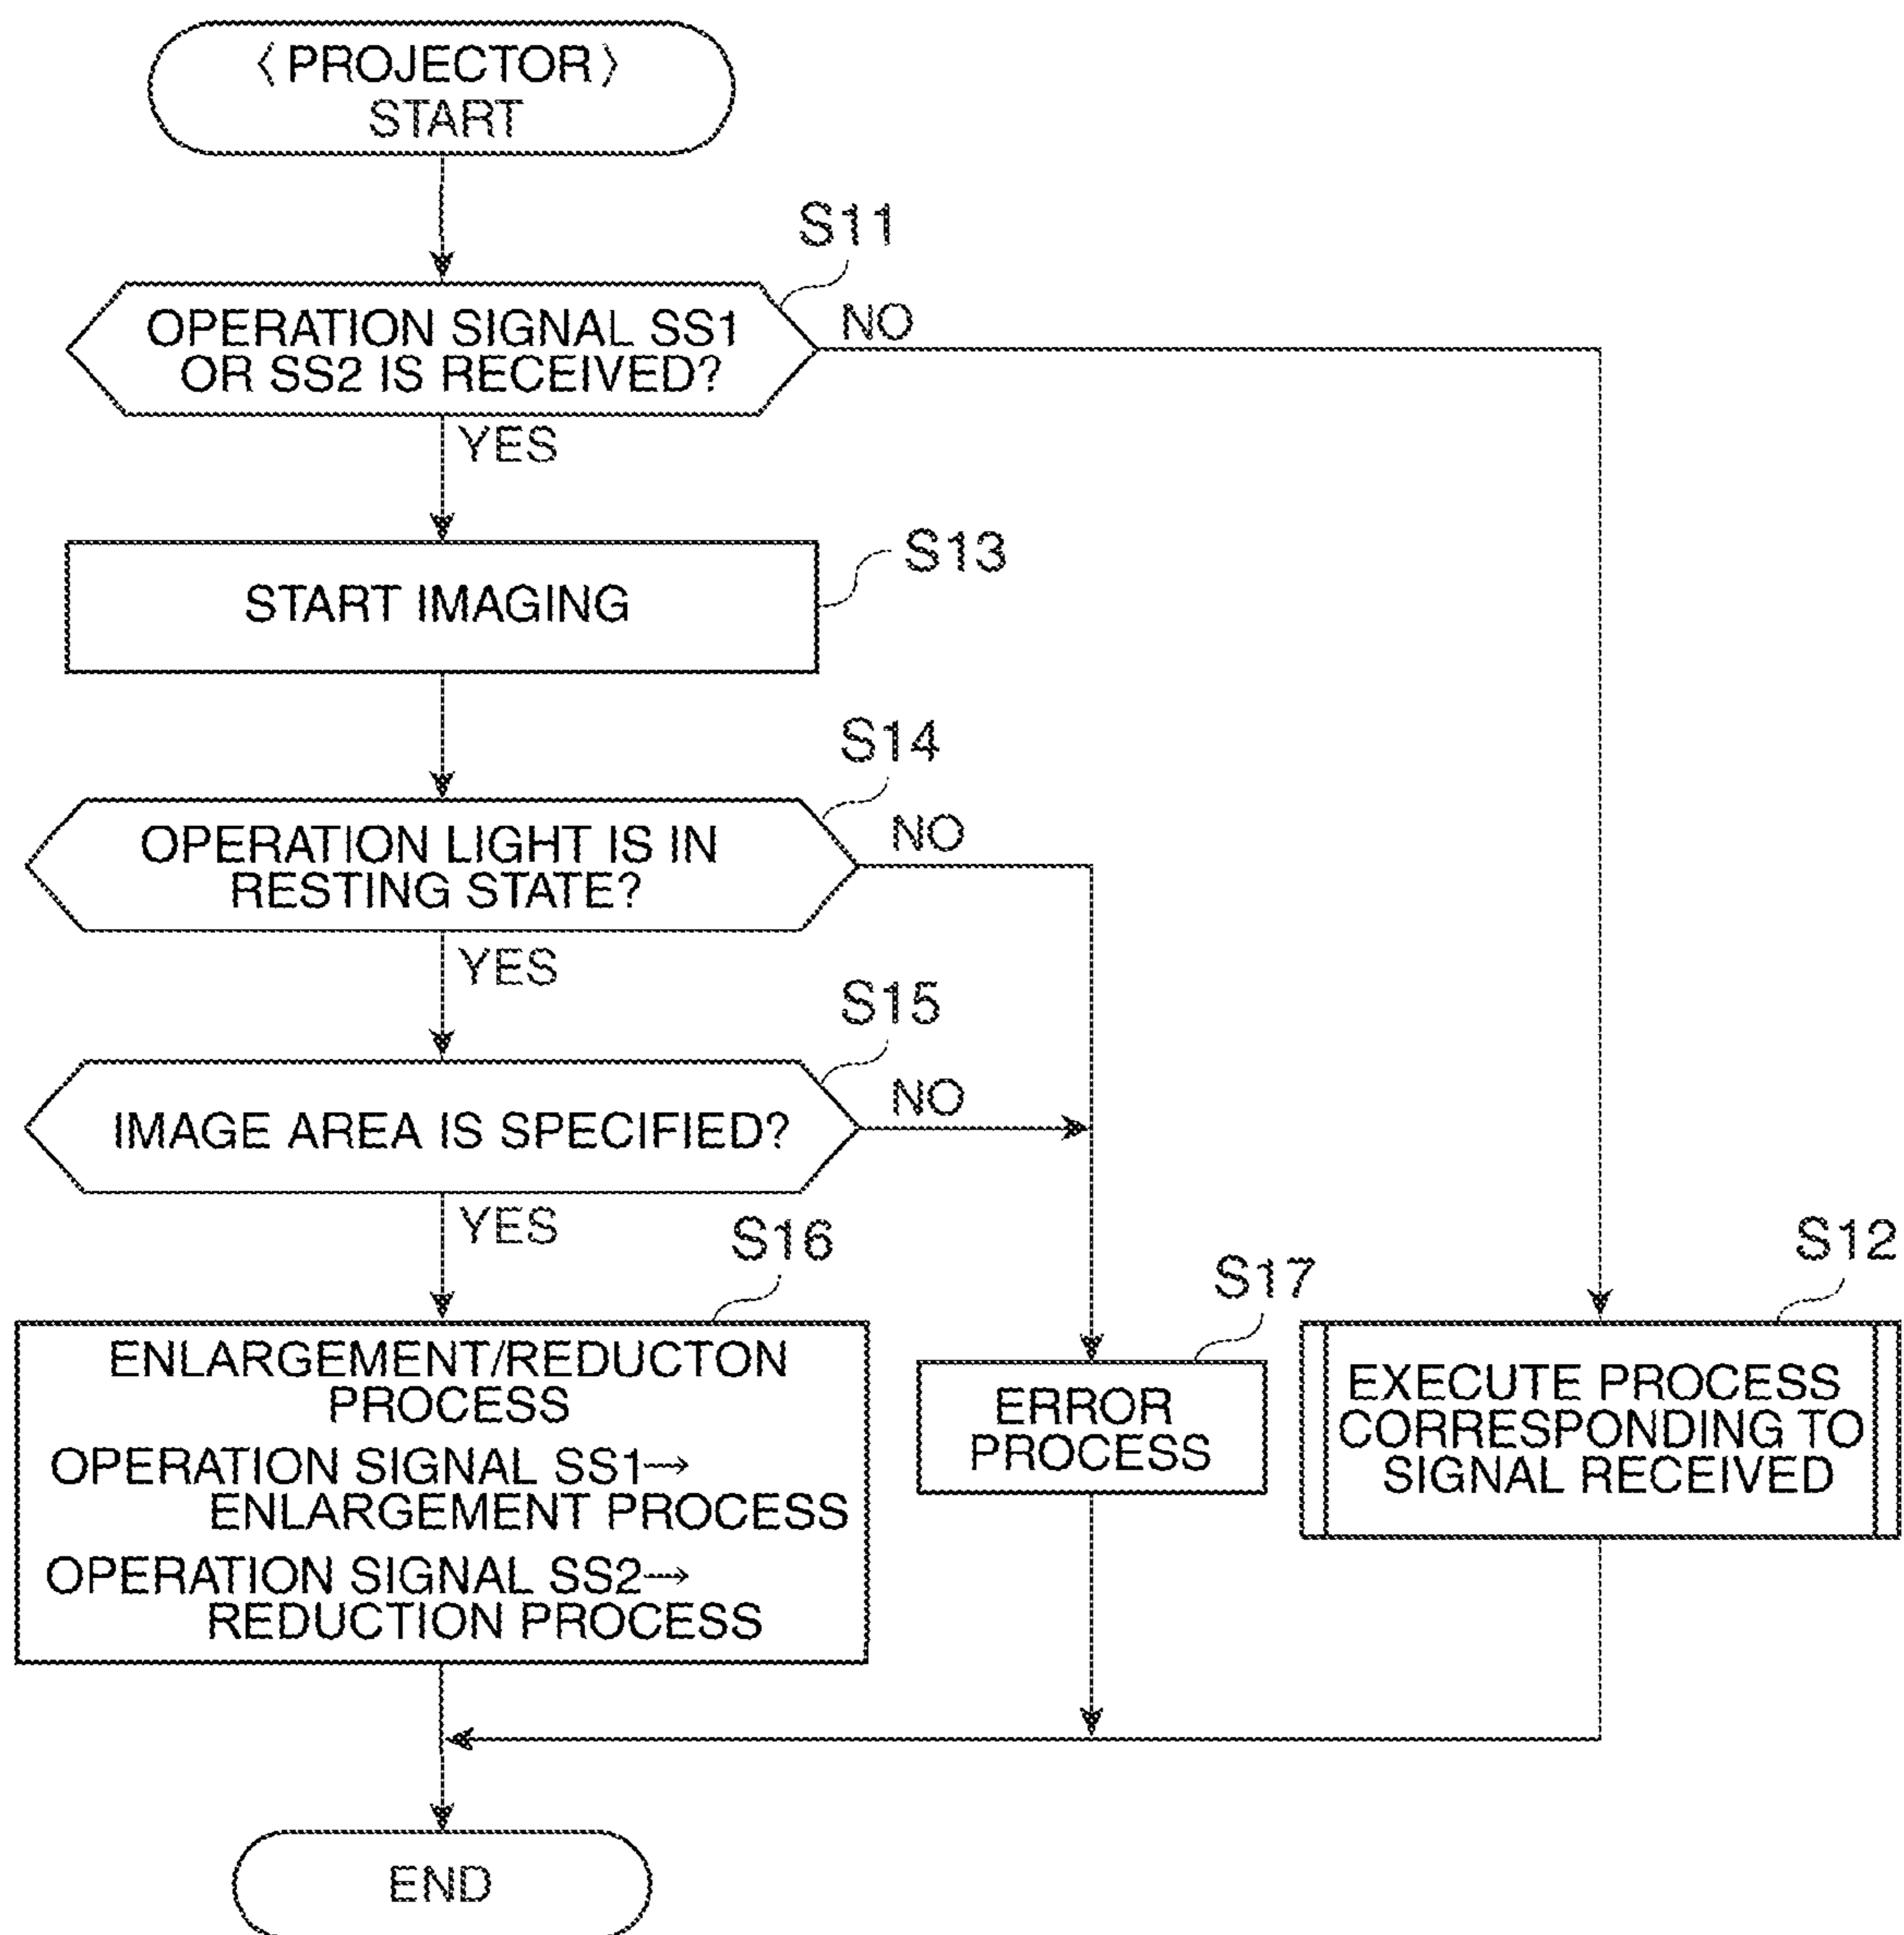 〈PROJECTOR〉
START
S11
OPERATION SIGNAL SS1
OR SS2 IS RECEIVED?
NO
YES
START IMAGING
S13
S14
OPERATION LIGHT IS IN
RESTING STATE?
NO
YES
S15
IMAGE AREA IS SPECIFIED?
NO
YES
S16
ENLARGEMENT/REDUCTON
PROCESS
OPERATION SIGNAL SS1→
ENLARGEMENT PROCESS
OPERATION SIGNAL SS2→
REDUCTION PROCESS
S17
ERROR
PROCESS
S12
EXECUTE PROCESS
CORRESPONDING TO
SIGNAL RECEIVED
END